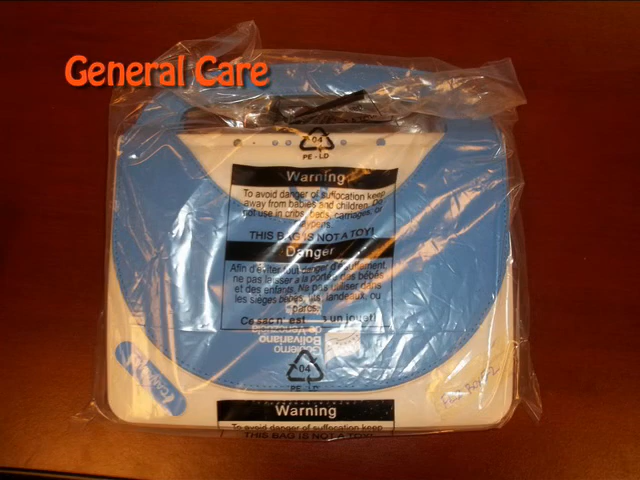 General Care
04
PE - LD
Warning
To avoid danger of suffocation keep
away from babies and children. Do
not use in cribs, beds, carriages, or
THIS BAG IS NOT A TOY!
Danger
Afin d'éviter tout danger d'étouffement,
ne pas laisser à la portée des bébés
et des enfants. Ne pas utiliser dans
les sièges bébés, lits, landeaux, ou
parcs.
Ce sac n'est un jouet!
Gobierno
Bolivariano
de Venezuela
04
PE - LD
Warning
To avoid danger of suffocation keep
THIS BAG IS NOT A TOY!